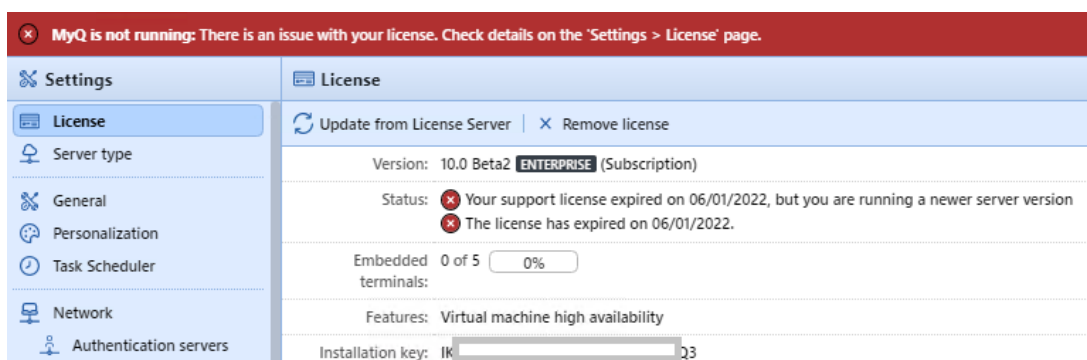 MyQ is not running: There is an issue with your license. Check details on the 'Settings > License' page.
Settings
License
Server type
General
Personalization
Task Scheduler
Network
Authentication servers
License
Update from License Server | Remove license
Version: 10.0 Beta2 ENTERPRISE (Subscription)
Status: Your support license expired on 06/01/2022, but you are running a newer server version
The license has expired on 06/01/2022.
Embedded 0 of 5 0%
terminals:
Features: Virtual machine high availability
Installation key: IK Q3